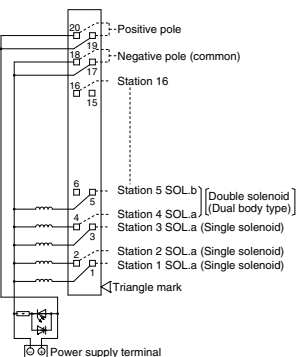 20
Positive pole
19
18
Negative pole (common)
17
Station 16
16
15
6
Station 5 SOL.b
5
Double solenoid
(Dual body type)
Station 4 SOL.a
4
Station 3 SOL.a (Single solenoid)
3
Station 2 SOL.a (Single solenoid)
2
Station 1 SOL.a (Single solenoid)
1
Triangle mark
Power supply terminal